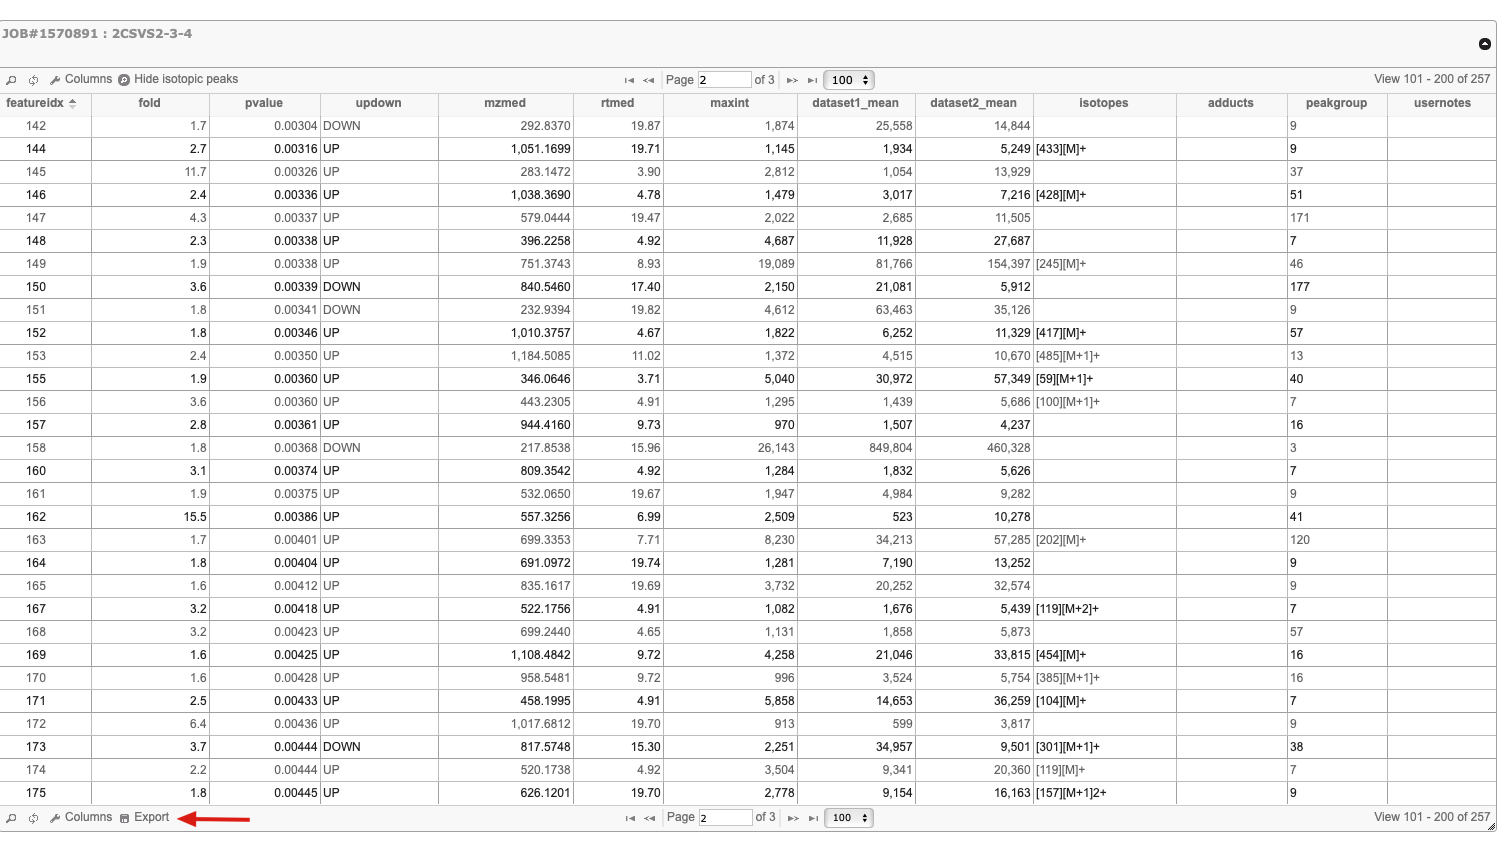 JOB#1570891 : 2CSVS2-3-4
Columns Hide isotopic peaks Page 2 of 3 100 View 101 - 200 of 257
featureidx fold pvalue updown mzmed rtmed maxint dataset1_mean dataset2_mean isotopes adducts peakgroup usernotes
142 1.7 0.00304 DOWN 292.8370 19.87 1,874 25,558 14,844 9
144 2.7 0.00316 UP 1,051.1699 19.71 1,145 1,934 5,249 [433][M]+ 9
145 11.7 0.00326 UP 283.1472 3.90 2,812 1,054 13,929 37
146 2.4 0.00336 UP 1,038.3690 4.78 1,479 3,017 7,216 [428][M]+ 51
147 4.3 0.00337 UP 579.0444 19.47 2,022 2,685 11,505 171
148 2.3 0.00338 UP 396.2258 4.92 4,687 11,928 27,687 7
149 1.9 0.00338 UP 751.3743 8.93 19,089 81,766 154,397 [245][M]+ 46
150 3.6 0.00339 DOWN 840.5460 17.40 2,150 21,081 5,912 177
151 1.8 0.00341 DOWN 232.9394 19.82 4,612 63,463 35,126 9
152 1.8 0.00346 UP 1,010.3757 4.67 1,822 6,252 11,329 [417][M]+ 57
153 2.4 0.00350 UP 1,184.5085 11.02 1,372 4,515 10,670 [485][M+1]+ 13
155 1.9 0.00360 UP 346.0646 3.71 5,040 30,972 57,349 [59][M+1]+ 40
156 3.6 0.00360 UP 443.2305 4.91 1,295 1,439 5,686 [100][M+1]+ 7
157 2.8 0.00361 UP 944.4160 9.73 970 1,507 4,237 16
158 1.8 0.00368 DOWN 217.8538 15.96 26,143 849,804 460,328 3
160 3.1 0.00374 UP 809.3542 4.92 1,284 1,832 5,626 7
161 1.9 0.00375 UP 532.0650 19.67 1,947 4,984 9,282 9
162 15.5 0.00386 UP 557.3256 6.99 2,509 523 10,278 41
163 1.7 0.00401 UP 699.3353 7.71 8,230 34,213 57,285 [202][M]+ 120
164 1.8 0.00404 UP 691.0972 19.74 1,281 7,190 13,252 9
165 1.6 0.00412 UP 835.1617 19.69 3,732 20,252 32,574 9
167 3.2 0.00418 UP 522.1756 4.91 1,082 1,676 5,439 [119][M+2]+ 7
168 3.2 0.00423 UP 699.2440 4.65 1,131 1,858 5,873 57
169 1.6 0.00425 UP 1,108.4842 9.72 4,258 21,046 33,815 [454][M]+ 16
170 1.6 0.00428 UP 958.5481 9.72 996 3,524 5,754 [385][M+1]+ 16
171 2.5 0.00433 UP 458.1995 4.91 5,858 14,653 36,259 [104][M]+ 7
172 6.4 0.00436 UP 1,017.6812 19.70 913 599 3,817 9
173 3.7 0.00444 DOWN 817.5748 15.30 2,251 34,957 9,501 [301][M+1]+ 38
174 2.2 0.00444 UP 520.1738 4.92 3,504 9,341 20,360 [119][M]+ 7
175 1.8 0.00445 UP 626.1201 19.70 2,778 9,154 16,163 [157][M+1]2+ 9
Columns Export Page 2 of 3 100 View 101 - 200 of 257